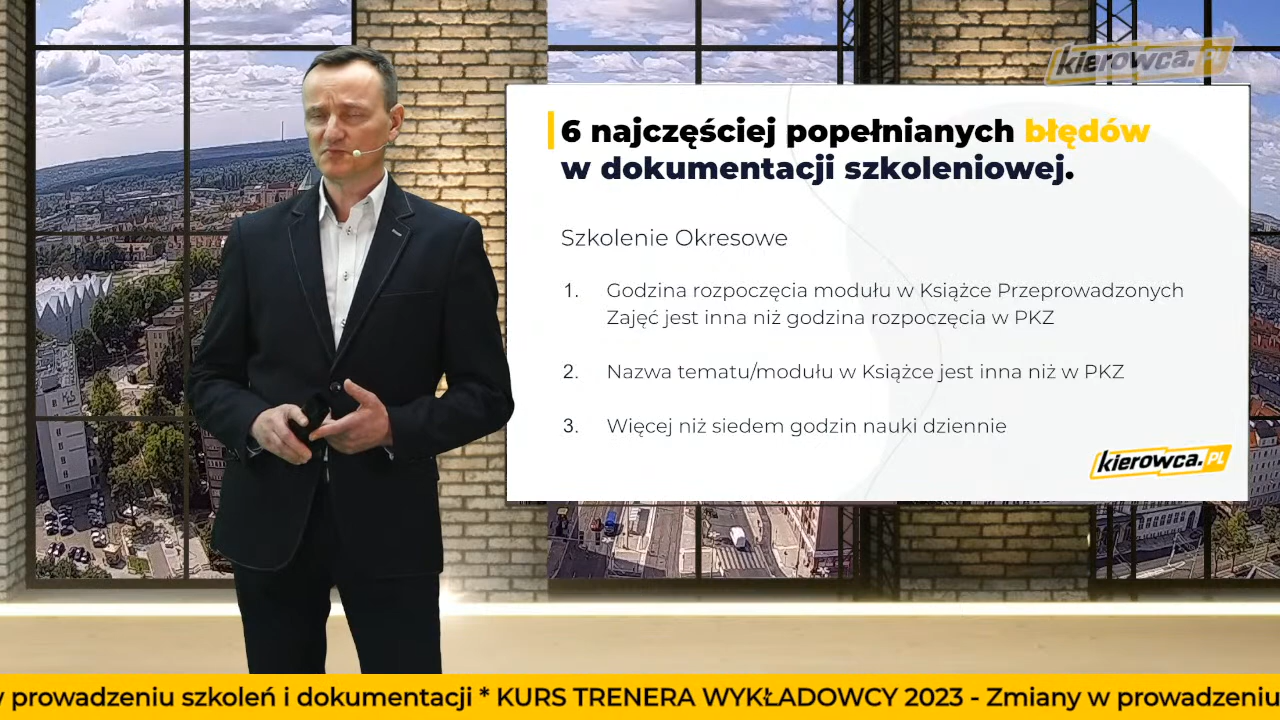 kierowca.PL
6 najczęściej popełnianych błędów
w dokumentacji szkoleniowej.
Szkolenie Okresowe
1. Godzina rozpoczęcia modułu w Książce Przeprowadzonych
Zajęć jest inna niż godzina rozpoczęcia w PKZ
2. Nazwa tematu/modułu w Książce jest inna niż w PKZ
3. Więcej niż siedem godzin nauki dziennie
kierowca.PL
w prowadzeniu szkoleń i dokumentacji * KURS TRENERA WYKŁADOWCY 2023 - Zmiany w prowadzeniu